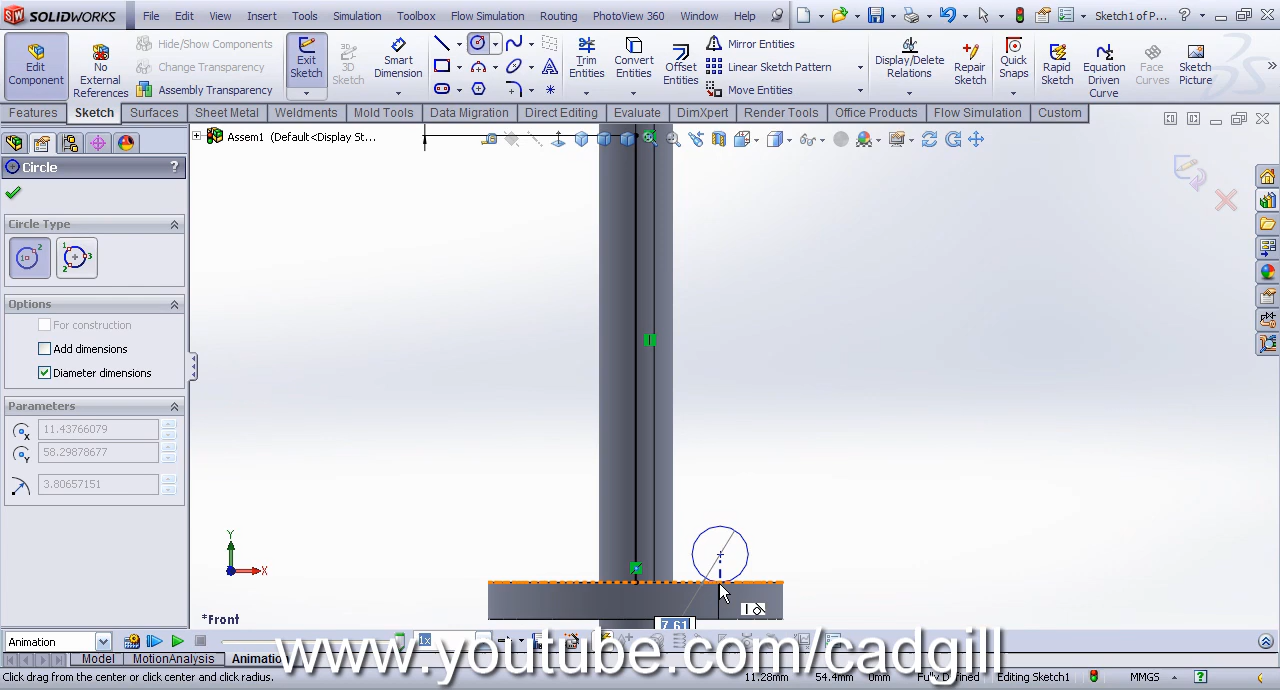 SOLIDWORKS File Edit View Insert Tools Simulation Toolbox Flow Simulation Routing PhotoView 360 Window Help Sketch1 of P... ?
Edit Component
No External References
Hide/Show Components
Change Transparency
Assembly Transparency
Exit Sketch
3D Sketch
Smart Dimension
Trim Entities
Convert Entities
Offset Entities
Mirror Entities
Linear Sketch Pattern
Move Entities
Display/Delete Relations
Repair Sketch
Quick Snaps
Rapid Sketch
Equation Driven Curve
Face Curves
Sketch Picture
Features Sketch Surfaces Sheet Metal Weldments Mold Tools Data Migration Direct Editing Evaluate DimXpert Render Tools Office Products Flow Simulation Custom
Assem1 (Default<Display St...
Circle ?
Circle Type
Options
For construction
Add dimensions
Diameter dimensions
Parameters
11.43766079
58.29878677
3.80657151
Y
X
*Front
7.61
Animation
1x
Model MotionAnalysis Animatio
www.youtube.com/cadgill
Click drag from the center or click center and click radius.
11.28mm 54.4mm 0mm Fully Defined Editing Sketch1 MMGS